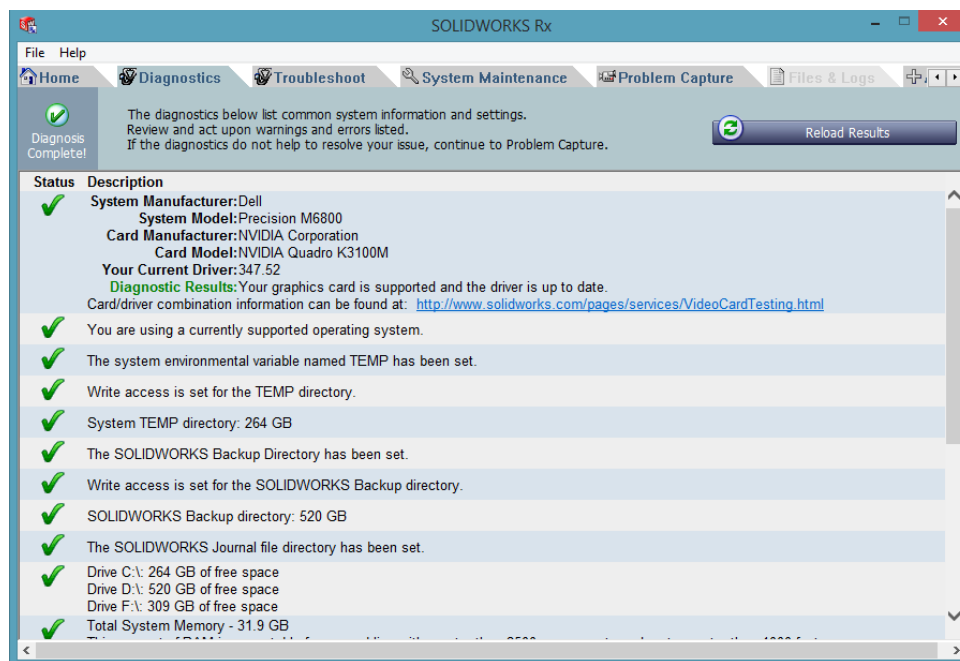 SOLIDWORKS Rx
File Help
Home Diagnostics Troubleshoot System Maintenance Problem Capture Files & Logs
Diagnosis
Complete!
The diagnostics below list common system information and settings.
Review and act upon warnings and errors listed.
If the diagnostics do not help to resolve your issue, continue to Problem Capture.
Reload Results
Status Description
System Manufacturer:Dell
System Model:Precision M6800
Card Manufacturer:NVIDIA Corporation
Card Model:NVIDIA Quadro K3100M
Your Current Driver:347.52
Diagnostic Results:Your graphics card is supported and the driver is up to date.
Card/driver combination information can be found at: http://www.solidworks.com/pages/services/VideoCardTesting.html
You are using a currently supported operating system.
The system environmental variable named TEMP has been set.
Write access is set for the TEMP directory.
System TEMP directory: 264 GB
The SOLIDWORKS Backup Directory has been set.
Write access is set for the SOLIDWORKS Backup directory.
SOLIDWORKS Backup directory: 520 GB
The SOLIDWORKS Journal file directory has been set.
Drive C:\: 264 GB of free space
Drive D:\: 520 GB of free space
Drive F:\: 309 GB of free space
Total System Memory - 31.9 GB